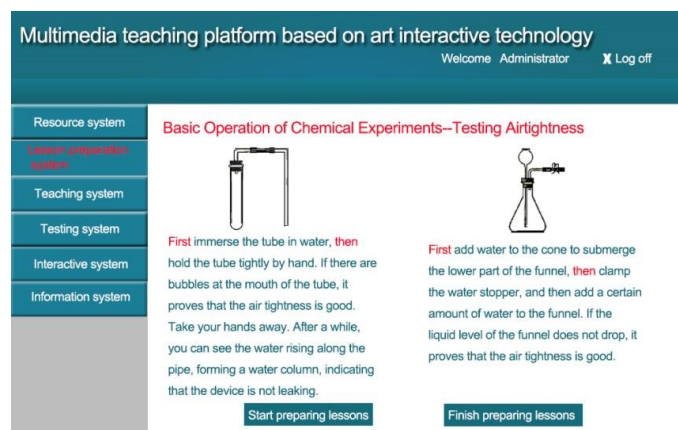 Multimedia teaching platform based on art interactive technology
Welcome Administrator X Log off
Resource system
Lesson preparation
system
Teaching system
Testing system
Interactive system
Information system
Basic Operation of Chemical Experiments--Testing Airtightness
First immerse the tube in water, then
hold the tube tightly by hand. If there are
bubbles at the mouth of the tube, it
proves that the air tightness is good.
Take your hands away. After a while,
you can see the water rising along the
pipe, forming a water column, indicating
that the device is not leaking.
First add water to the cone to submerge
the lower part of the funnel, then clamp
the water stopper, and then add a certain
amount of water to the funnel. If the
liquid level of the funnel does not drop, it
proves that the air tightness is good.
Start preparing lessons
Finish preparing lessons